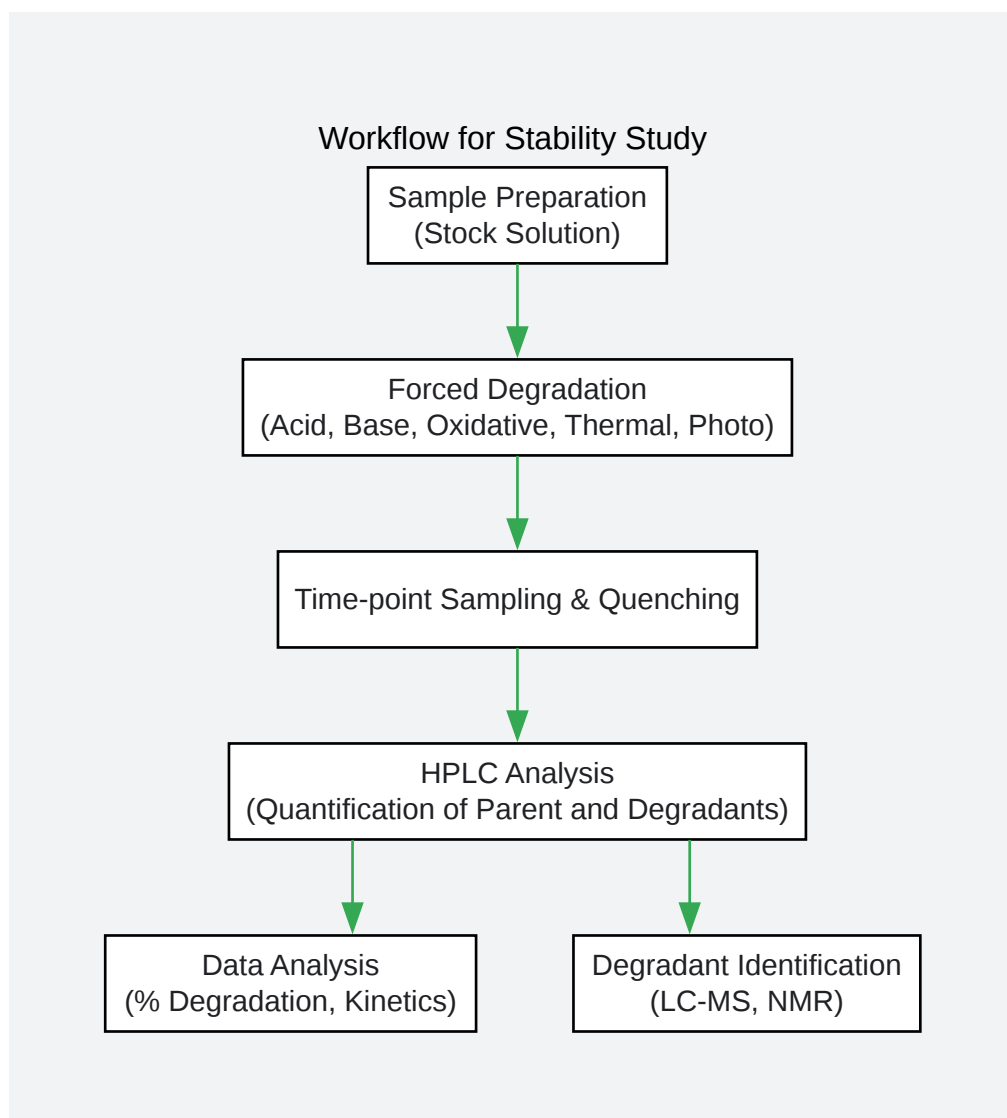 Workflow for Stability Study
Sample Preparation
(Stock Solution)
Forced Degradation
(Acid, Base, Oxidative, Thermal, Photo)
Time-point Sampling & Quenching
HPLC Analysis
(Quantification of Parent and Degradants)
Data Analysis
(% Degradation, Kinetics)
Degradant Identification
(LC-MS, NMR)